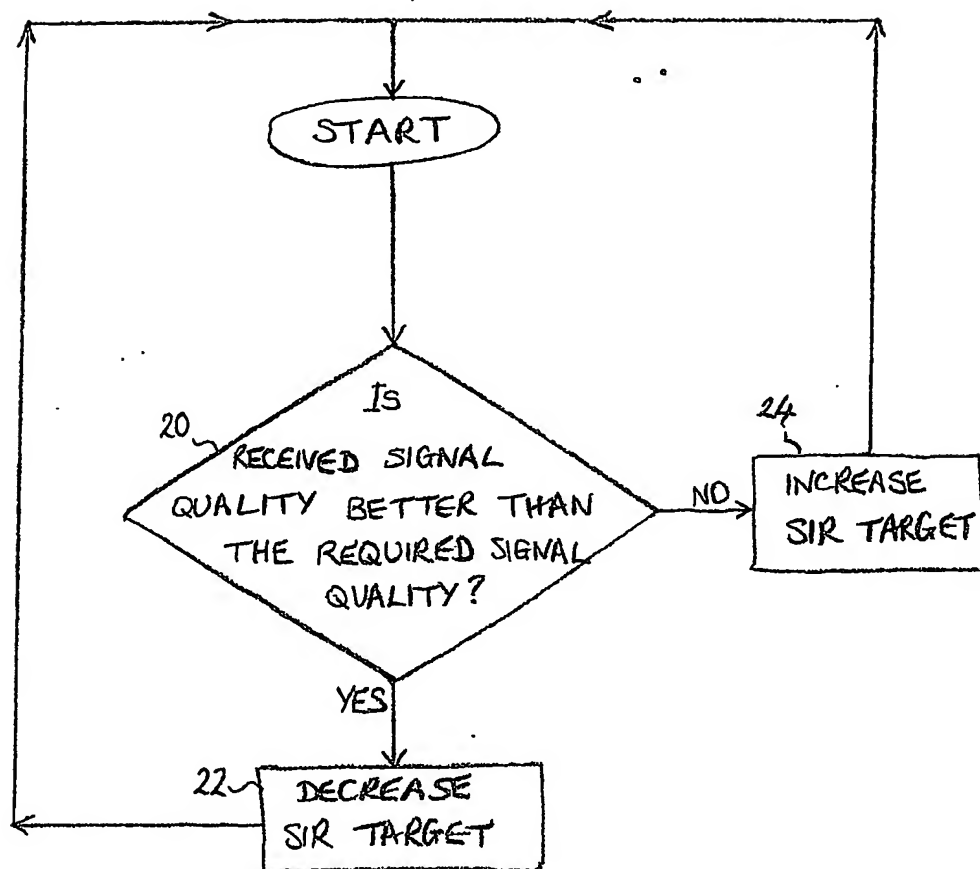 START
20
Is
RECEIVED SIGNAL
QUALITY BETTER THAN
THE REQUIRED SIGNAL
QUALITY?
NO
24
INCREASE
SIR TARGET
YES
22
DECREASE
SIR TARGET